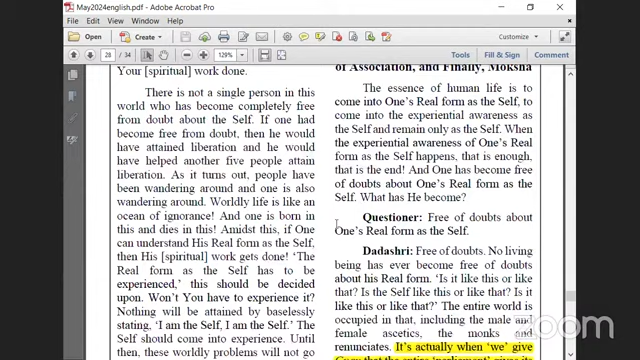 May2024english.pdf - Adobe Acrobat Pro
File Edit View Window Help
Open
Create
Customize
28 / 34
129%
Tools Fill & Sign Comment
Your [spiritual] work done.
There is not a single person in this
world who has become completely free
from doubt about the Self. If one had
become free from doubt, then he would
have attained liberation and he would
have helped another five people attain
liberation. As it turns out, people have
been wandering around and one is also
wandering around. Worldly life is like an
ocean of ignorance! And one is born in
this and dies in this! Amidst this, if One
can understand His Real form as the Self,
then His [spiritual] work gets done! ‘The
Real form as the Self has to be
experienced,’ this should be decided
upon. Won’t You have to experience it?
Nothing will be attained by baselessly
stating, ‘I am the Self, I am the Self.’ The
Self should come into experience. Until
then, these worldly problems will not go
of Association, and Finally, Moksha
The essence of human life is to
come into One’s Real form as the Self, to
come into the experiential awareness as
the Self and remain only as the Self. When
the experiential awareness of One’s Real
form as the Self happens, that is enough,
that is the end! And One has become free
of doubts about One’s Real form as the
Self. What has He become?
Questioner: Free of doubts about
One’s Real form as the Self.
Dadashri: Free of doubts. No living
being has ever become free of doubts
about his Real form. ‘Is it like this or like
that? Is the Self like this or like that? Is it
like this or like that?’ The entire world is
occupied in that, including the male and
female ascetics, the monks and
renunciates. It’s actually when ‘we’ give
LIVE